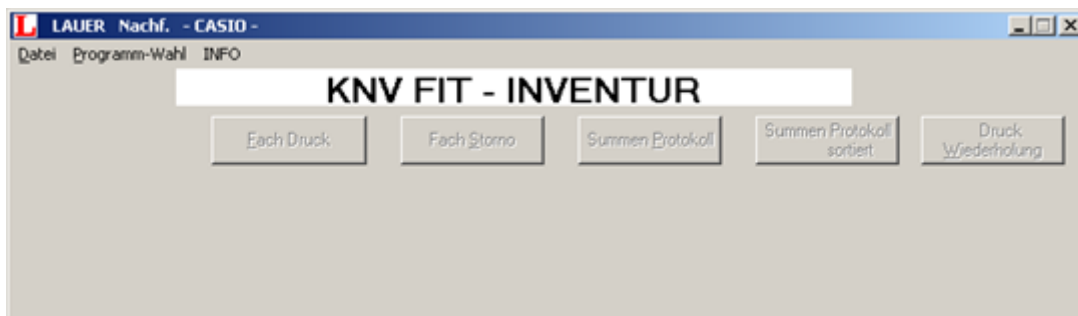 L LAUER Nachf. - CASIO -
Datei Programm-Wahl INFO
KNV FIT - INVENTUR
Fach Druck
Fach Storno
Summen Protokoll
Summen Protokoll
sortiert
Druck
Wiederholung